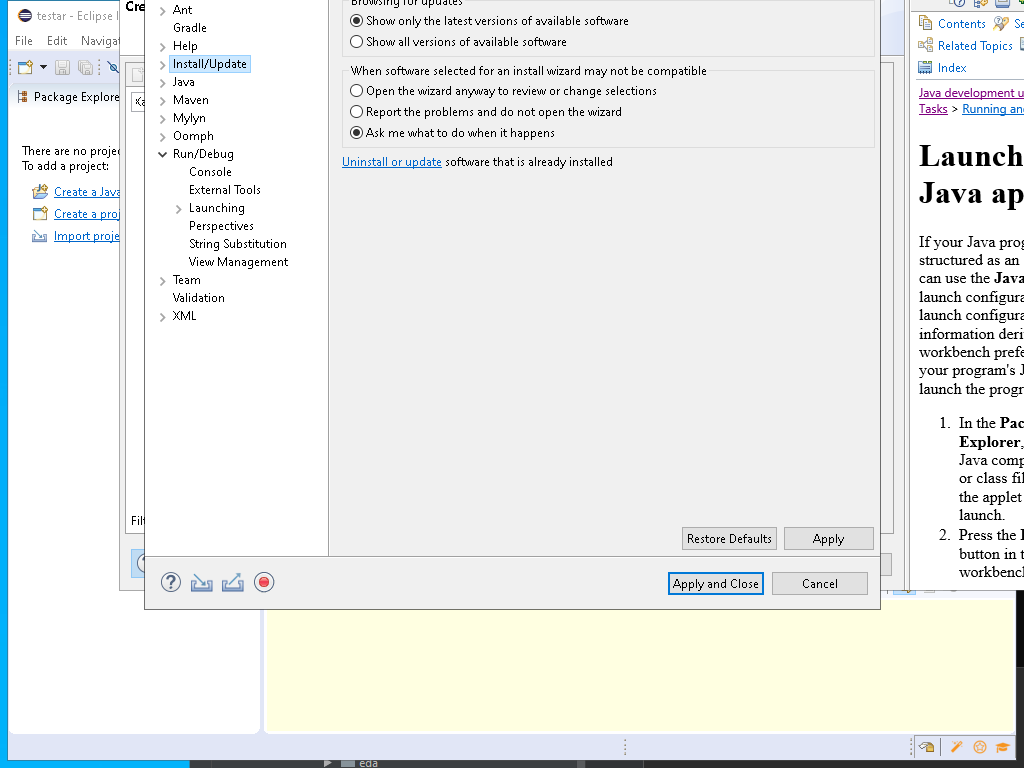 testar - Eclipse
File Edit Navigat
Package Explore
There are no projec
To add a project:
Create a Java
Create a proj
Import proje
Cre
Filt
Ant
Gradle
Help
Install/Update
Java
Maven
Mylyn
Oomph
Run/Debug
Console
External Tools
Launching
Perspectives
String Substitution
View Management
Team
Validation
XML
Browsing for updates
Show only the latest versions of available software
Show all versions of available software
When software selected for an install wizard may not be compatible
Open the wizard anyway to review or change selections
Report the problems and do not open the wizard
Ask me what to do when it happens
Uninstall or update software that is already installed
Restore Defaults Apply
Apply and Close Cancel
Contents Se
Related Topics
Index
Java development u
Tasks > Running and
Launch
Java ap
If your Java prog
structured as an
can use the Java
launch configura
launch configura
information deri
workbench prefe
your program's J
launch the progr
1. In the Pac
Explorer,
Java comp
or class fil
the applet
launch.
2. Press the
button in t
workbencl
eda